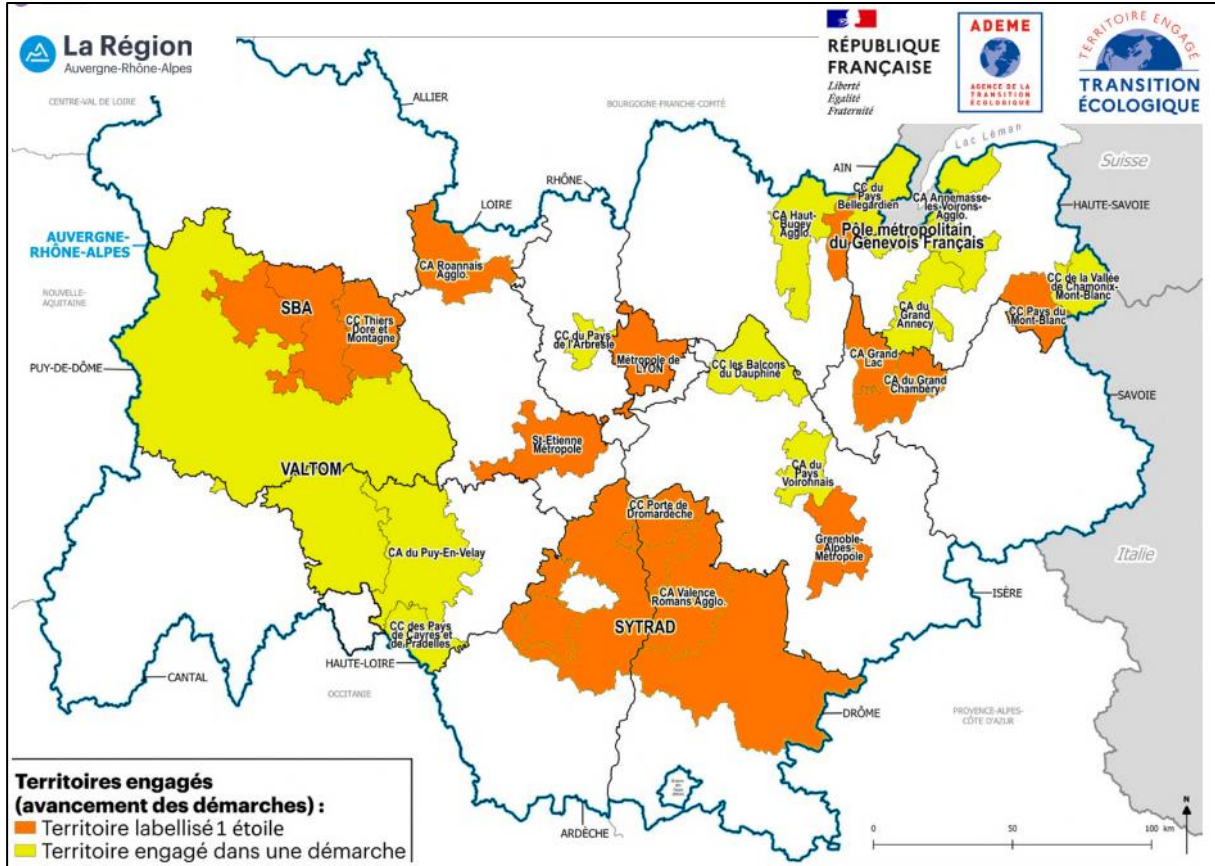 La Région
Auvergne-Rhône-Alpes
RÉPUBLIQUE
FRANÇAISE
Liberté
Égalité
Fraternité
ADEME
AGENCE DE LA
TRANSITION
ÉCOLOGIQUE
TERRITOIRE ENGAGÉ
TRANSITION
ÉCOLOGIQUE
CENTRE-VAL DE LOIRE
ALLIER
BOURGOGNE-FRANCHE-COMTÉ
Lac Léman
Suisse
AIN
RHÔNE
LOIRE
HAUTE-SAVOIE
CC du
Pays
Bellegardien
CA Annemasse-
les Voirons-
Agglo.
CA Haut-
Bugey
Agglo.
Pôle métropolitain
du Genevois Français
AUVERGNE-
RHÔNE-ALPES
CA Roannais
Agglo.
CC de la Vallée
de Chamonix-
Mont-Blanc
NOUVELLE-
AQUITAINE
SBA
CC Thiers
Dore et
Montagne
CA du
Grand
Annecy
CC Pays du
Mont-Blanc
CC du Pays
de l'Arbresle
Métropole de
LYON
CC les Balcons
du Dauphiné
CA Grand
Lac
CA du Grand
Chambéry
PUY-DE-DÔME
SAVOIE
St-Etienne
Métropole
VALTOM
CA du
Pays
Voironnais
CC Porte de
Dromardèche
CA du Puy-En-Velay
Grenoble-
Alpes-
Métropole
Italie
CA Valence
Romans Agglo.
ISÈRE
SYTRAD
CC des Pays
de Cayres et
de Pradelles
HAUTE-LOIRE
CANTAL
OCCITANIE
DRÔME
PROVENCE-ALPES-
CÔTE D'AZUR
ARDÈCHE
Territoires engagés
(avancement des démarches) :
Territoire labellisé 1 étoile
Territoire engagé dans une démarche
N
0 50 100 km